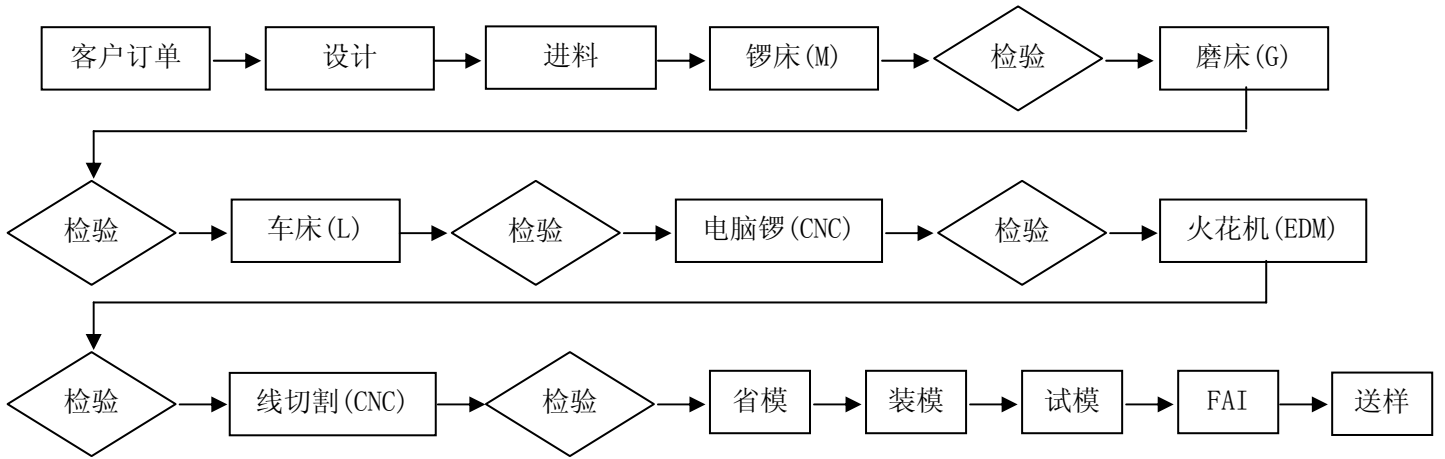 客户订单 设计 进料 锣床(M) 检验 磨床(G)
检验 车床(L) 检验 电脑锣(CNC) 检验 火花机(EDM)
检验 线切割(CNC) 检验 省模 装模 试模 FAI 送样